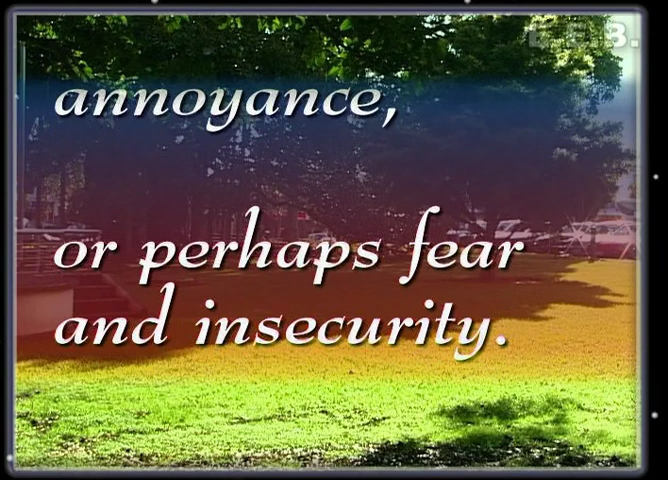 E.E.B.
annoyance,
or perhaps fear
and insecurity.